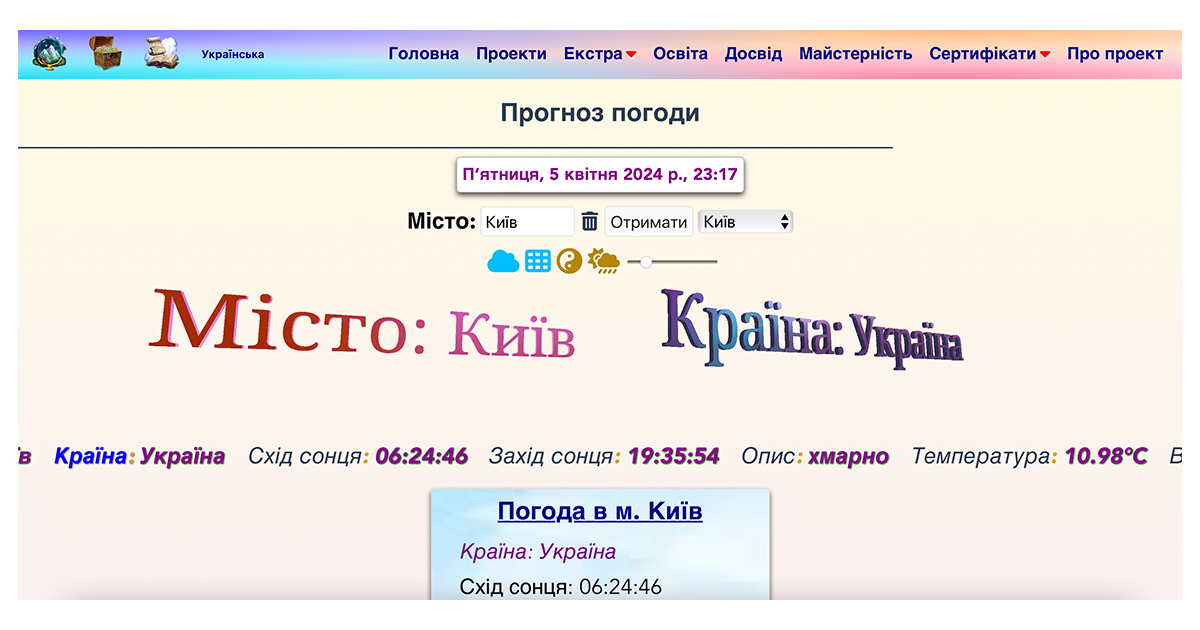 Українська Головна Проекти Екстра Освіта Досвід Майстерність Сертифікати Про проект
Прогноз погоди
П’ятниця, 5 квітня 2024 р., 23:17
Місто: Київ Отримати Київ
Місто: Київ Країна: Україна
їв Країна: Україна Схід сонця: 06:24:46 Захід сонця: 19:35:54 Опис: хмарно Температура: 10.98°C В
Погода в м. Київ
Країна: Україна
Схід сонця: 06:24:46